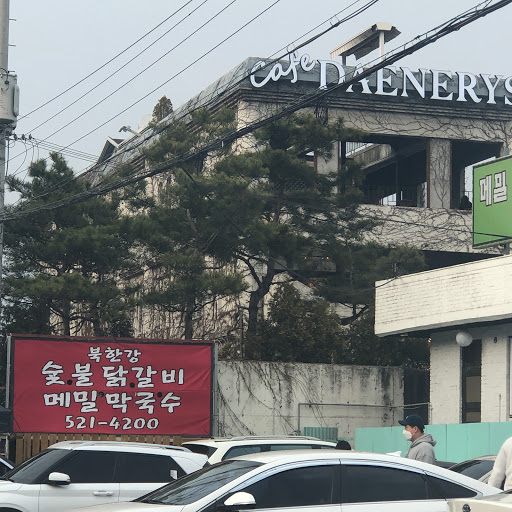 cafe DAENERYS
메밀
북한강
숯.불 닭.갈비
메밀 막국수
521-4200